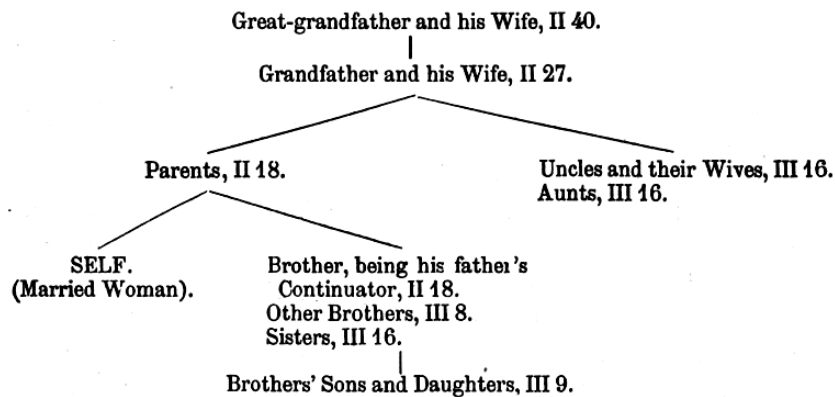 Great-grandfather and his Wife, II 40.
Grandfather and his Wife, II 27.
Parents, II 18.
Uncles and their Wives, III 16.
Aunts, III 16.
SELF.
(Married Woman).
Brother, being his father's
Continuator, II 18.
Other Brothers, III 8.
Sisters, III 16.
Brothers' Sons and Daughters, III 9.